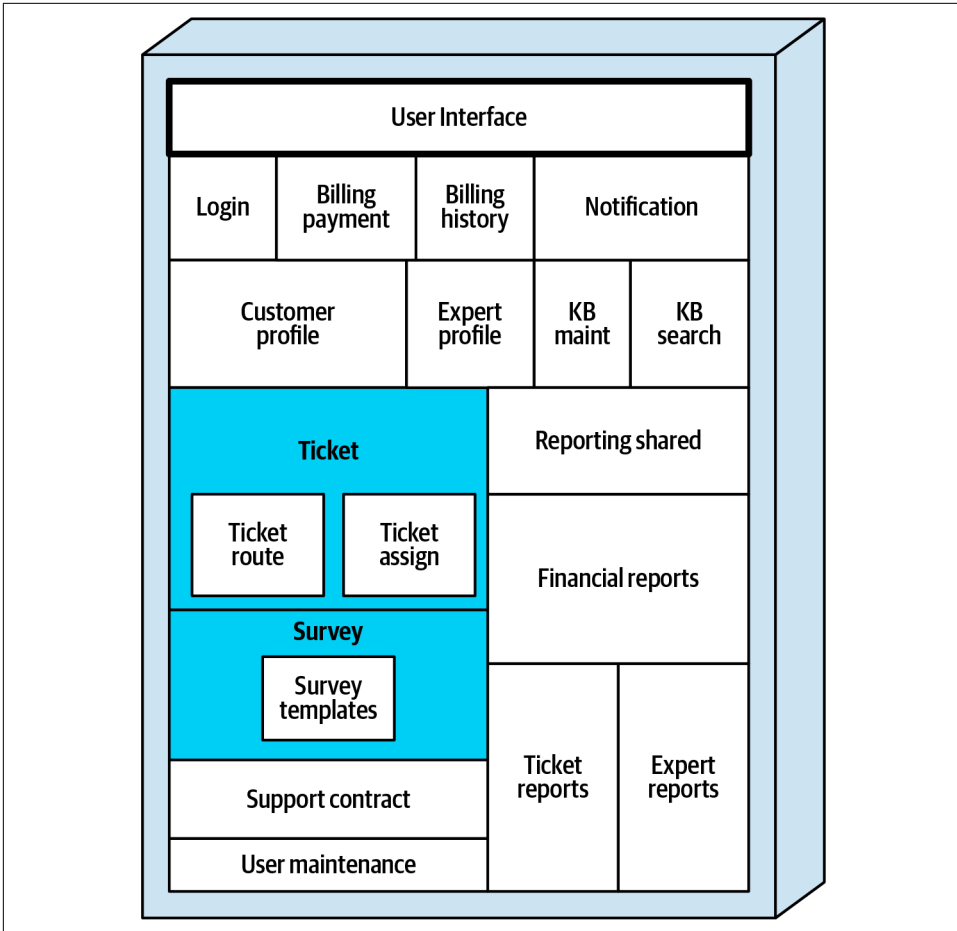 User Interface
Login
Billing
payment
Billing
history
Notification
Customer
profile
Expert
profile
KB
maint
KB
search
Ticket
Ticket
route
Ticket
assign
Reporting shared
Financial reports
Survey
Survey
templates
Support contract
User maintenance
Ticket
reports
Expert
reports